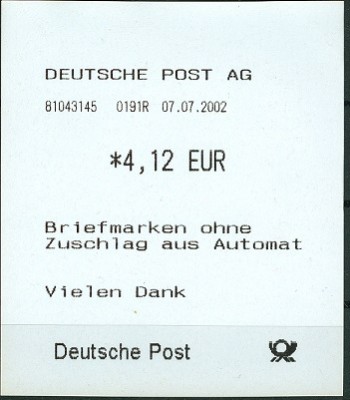 DEUTSCHE POST AG
81043145 0191R 07.07.2002
*4,12 EUR
Briefmarken ohne
Zuschlag aus Automat
Vielen Dank
Deutsche Post